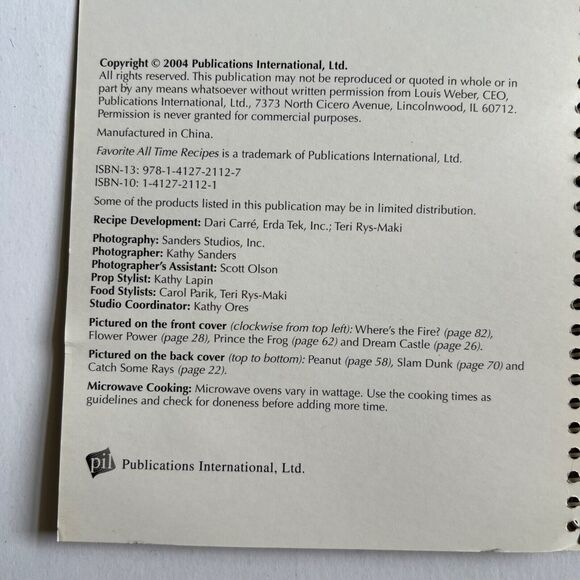 Copyright © 2004 Publications International, Ltd.
All rights reserved. This publication may not be reproduced or quoted in whole or in
part by any means whatsoever without written permission from Louis Weber, CEO,
Publications International, Ltd., 7373 North Cicero Avenue, Lincolnwood, IL 60712.
Permission is never granted for commercial purposes.
Manufactured in China.
Favorite All Time Recipes is a trademark of Publications International, Ltd.
ISBN-13: 978-1-4127-2112-7
ISBN-10: 1-4127-2112-1
Some of the products listed in this publication may be in limited distribution.
Recipe Development: Dari Carré, Erda Tek, Inc.; Teri Rys-Maki
Photography: Sanders Studios, Inc.
Photographer: Kathy Sanders
Photographer's Assistant: Scott Olson
Prop Stylist: Kathy Lapin
Food Stylists: Carol Parik, Teri Rys-Maki
Studio Coordinator: Kathy Ores
Pictured on the front cover (clockwise from top left): Where's the Fire? (page 82),
Flower Power (page 28), Prince the Frog (page 62) and Dream Castle (page 26).
Pictured on the back cover (top to bottom): Peanut (page 58), Slam Dunk (page 70) and
Catch Some Rays (page 22).
Microwave Cooking: Microwave ovens vary in wattage. Use the cooking times as
guidelines and check for doneness before adding more time.
pil Publications International, Ltd.